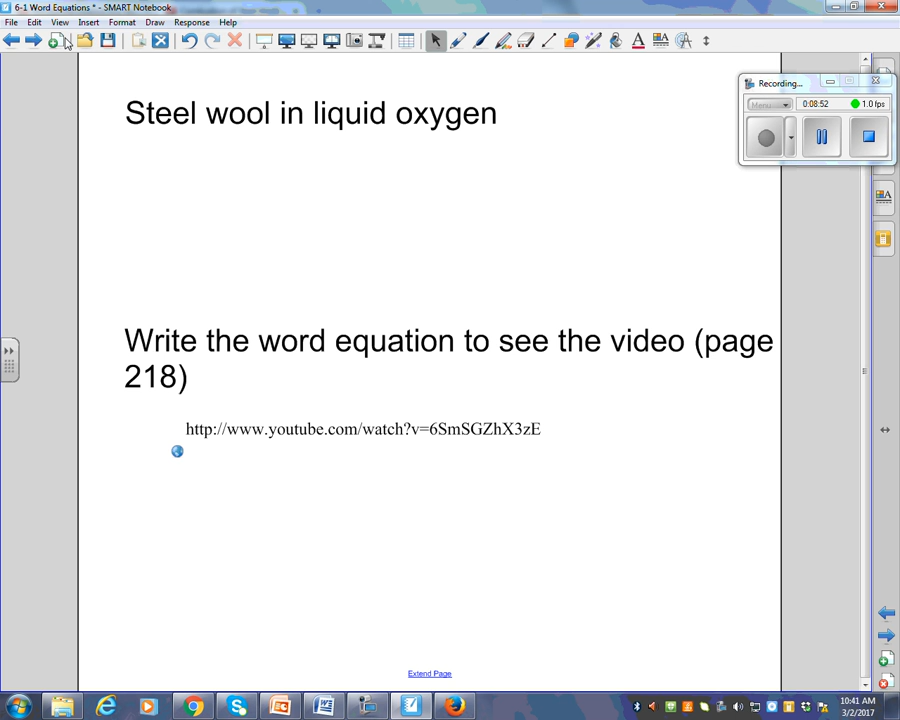 6-1 Word Equations * - SMART Notebook
File Edit View Insert Format Draw Response Help
Recording...
Menu
0:08:52
1.0 fps
Steel wool in liquid oxygen
Write the word equation to see the video (page
218)
http://www.youtube.com/watch?v=6SmSGZhX3zE
Extend Page
10:41 AM
3/2/2017